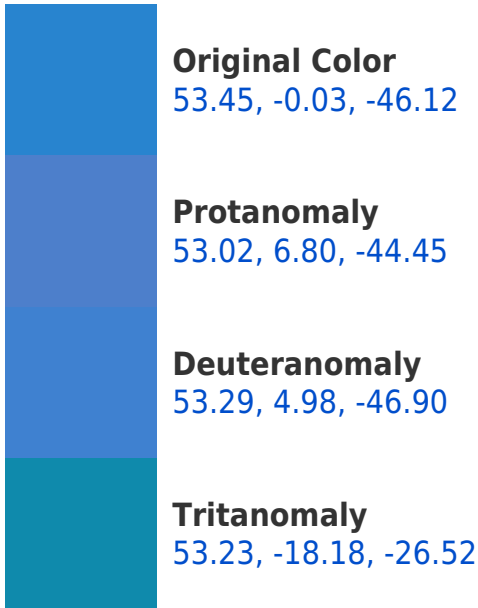 Original Color
53.45, -0.03, -46.12
Protanomaly
53.02, 6.80, -44.45
Deuteranomaly
53.29, 4.98, -46.90
Tritanomaly
53.23, -18.18, -26.52